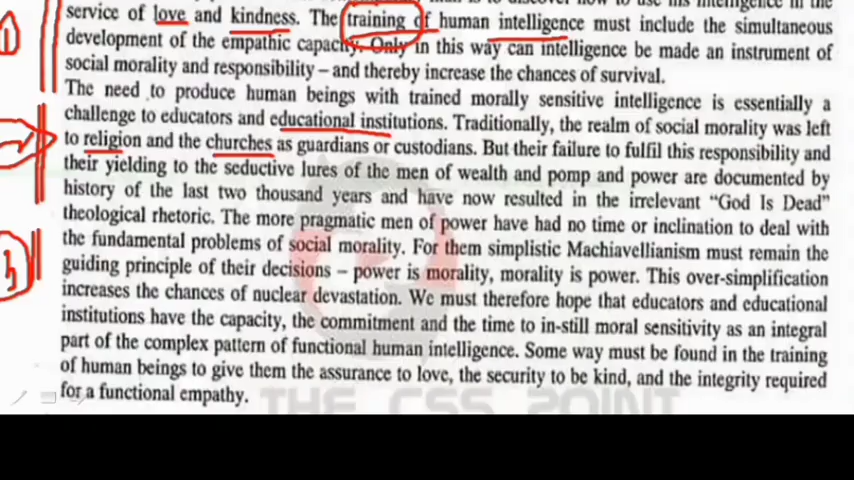 service of love and kindness. The training of human intelligence must include the simultaneous
development of the empathic capacity. Only in this way can intelligence be made an instrument of
social morality and responsibility – and thereby increase the chances of survival.
The need to produce human beings with trained morally sensitive intelligence is essentially a
challenge to educators and educational institutions. Traditionally, the realm of social morality was left
to religion and the churches as guardians or custodians. But their failure to fulfil this responsibility and
their yielding to the seductive lures of the men of wealth and pomp and power are documented by
history of the last two thousand years and have now resulted in the irrelevant “God Is Dead”
theological rhetoric. The more pragmatic men of power have had no time or inclination to deal with
the fundamental problems of social morality. For them simplistic Machiavellianism must remain the
guiding principle of their decisions – power is morality, morality is power. This over-simplification
increases the chances of nuclear devastation. We must therefore hope that educators and educational
institutions have the capacity, the commitment and the time to in-still moral sensitivity as an integral
part of the complex pattern of functional human intelligence. Some way must be found in the training
of human beings to give them the assurance to love, the security to be kind, and the integrity required
for a functional empathy.
THE CSS POINT